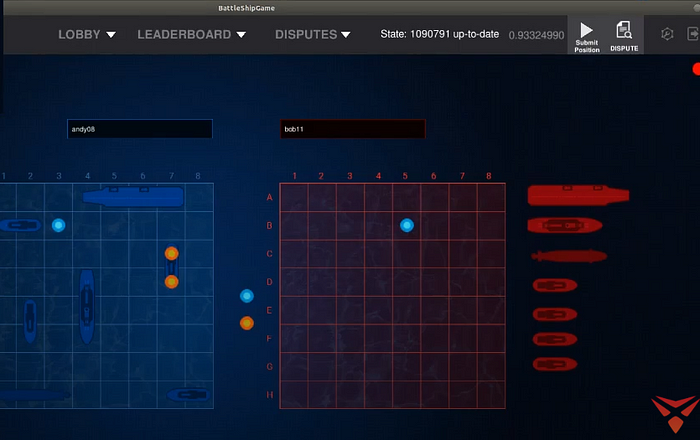 BattleShipGame
LOBBY LEADERBOARD DISPUTES State: 1090791 up-to-date 0.93324990 Submit Position DISPUTE
andy08 bob11
1 2 3 4 5 6 7 8 1 2 3 4 5 6 7 8
A
B
C
D
E
F
G
H